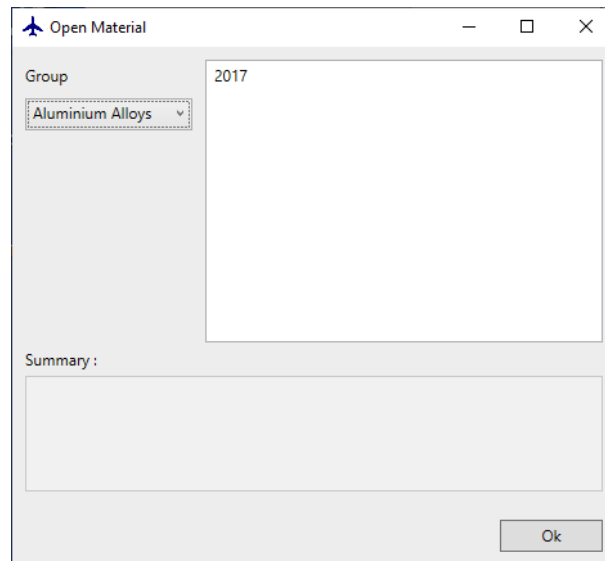 Open Material
Group
2017
Aluminium Alloys
Summary :
Ok